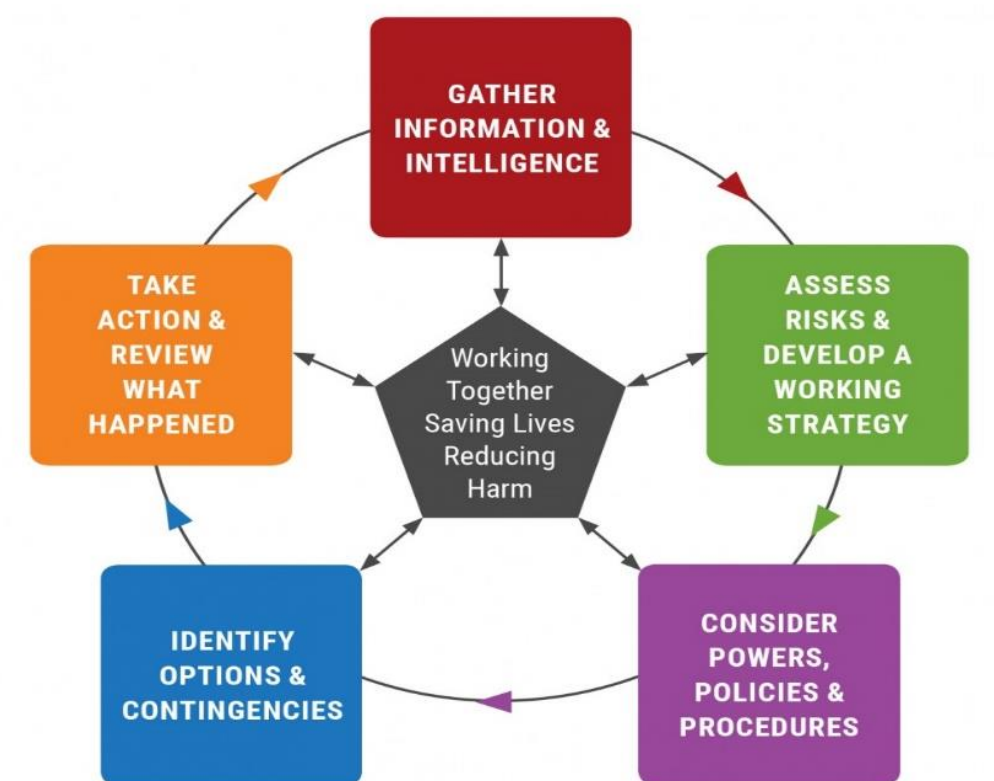 GATHER
INFORMATION &
INTELLIGENCE
ASSESS
RISKS &
DEVELOP A
WORKING
STRATEGY
CONSIDER
POWERS,
POLICIES &
PROCEDURES
IDENTIFY
OPTIONS &
CONTINGENCIES
TAKE
ACTION &
REVIEW
WHAT
HAPPENED
Working
Together
Saving Lives
Reducing
Harm